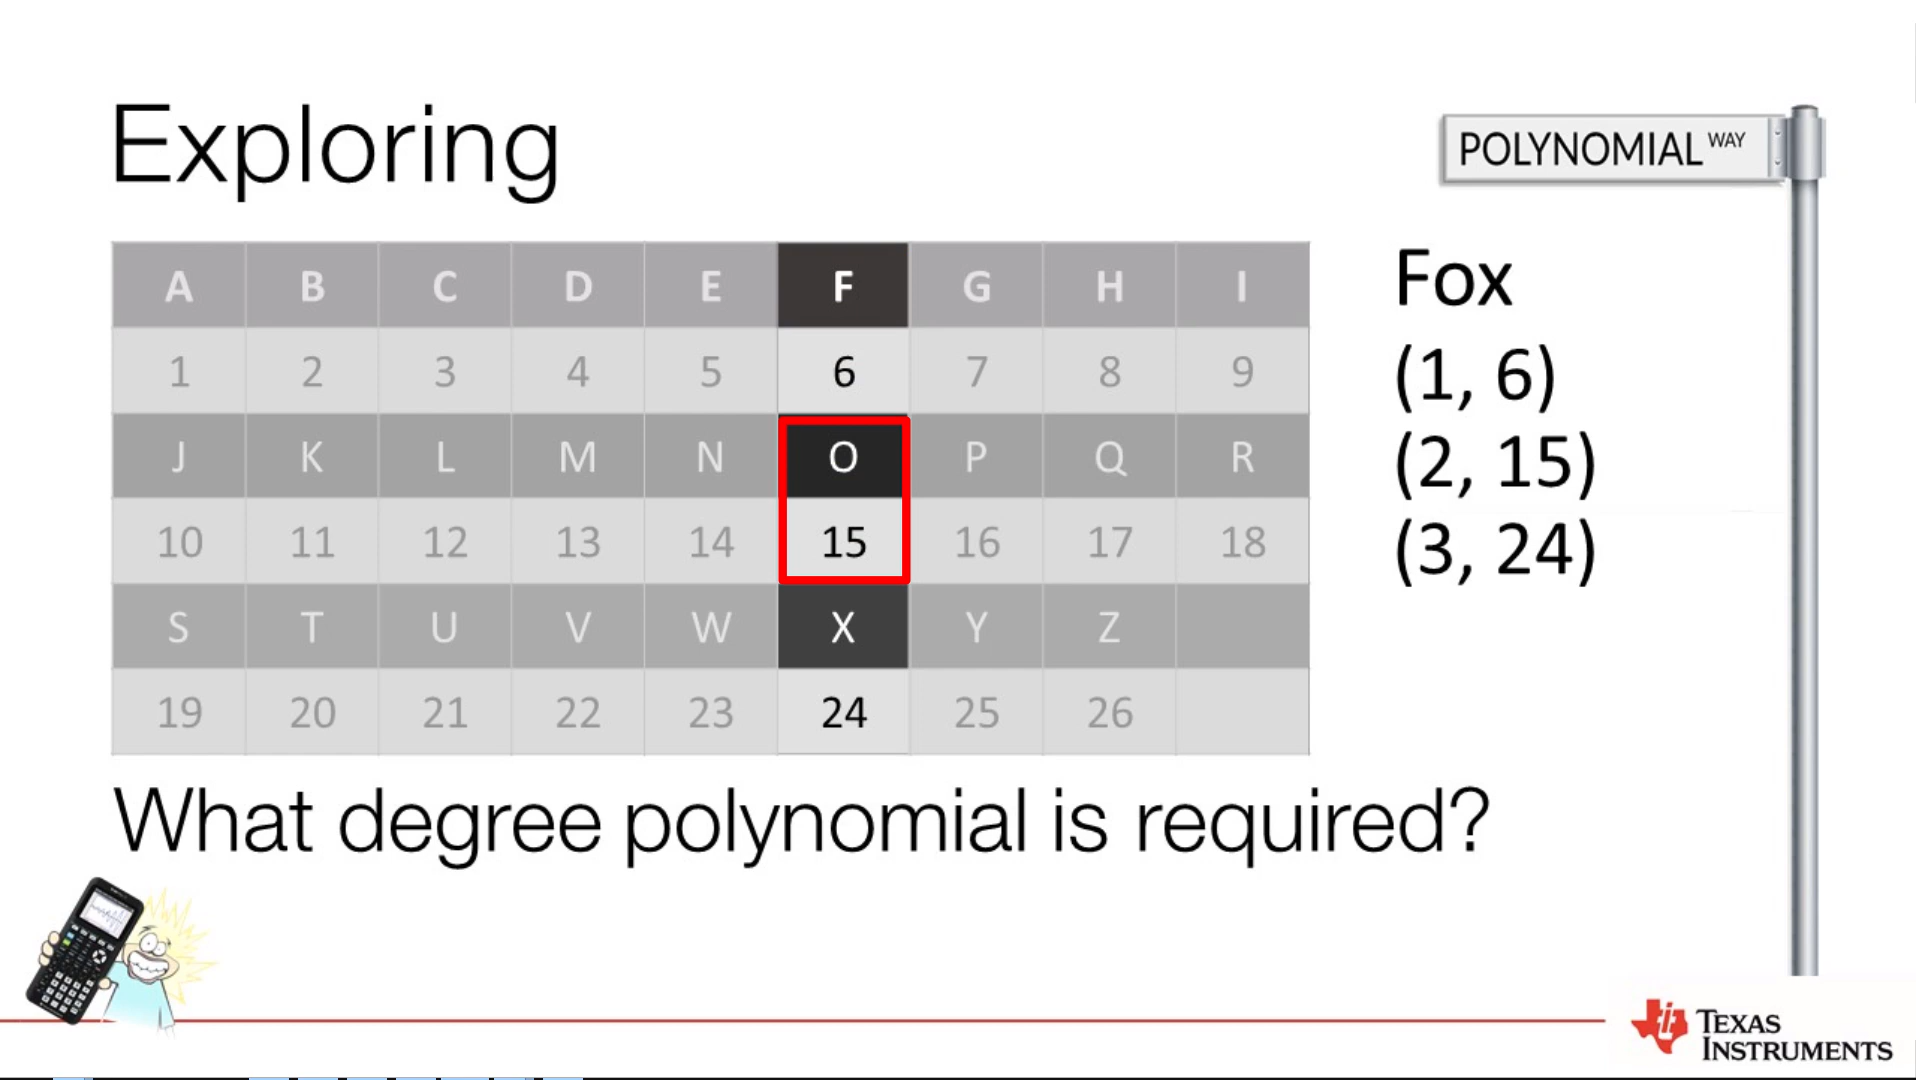 Exploring
POLYNOMIAL WAY
A B C D E F G H I
1 2 3 4 5 6 7 8 9
J K L M N O P Q R
10 11 12 13 14 15 16 17 18
S T U V W X Y Z
19 20 21 22 23 24 25 26
Fox
(1, 6)
(2, 15)
(3, 24)
What degree polynomial is required?
TEXAS
INSTRUMENTS